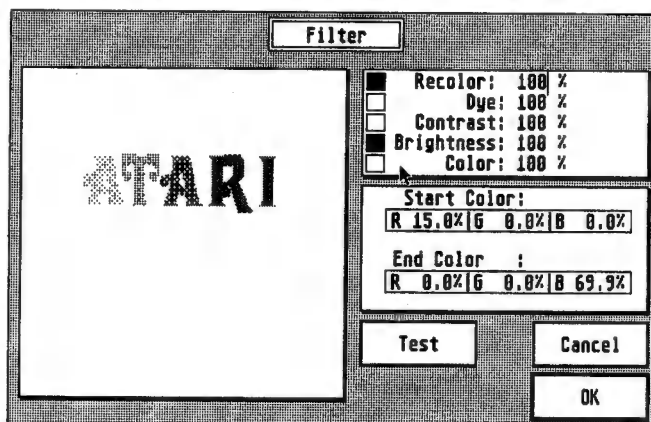 Filter
ATARI
Recolor: 100 %
Dye: 100 %
Contrast: 100 %
Brightness: 100 %
Color: 100 %
Start Color:
R 15.0% G 0.0% B 0.0%
End Color :
R 0.0% G 0.0% B 69.9%
Test
Cancel
OK